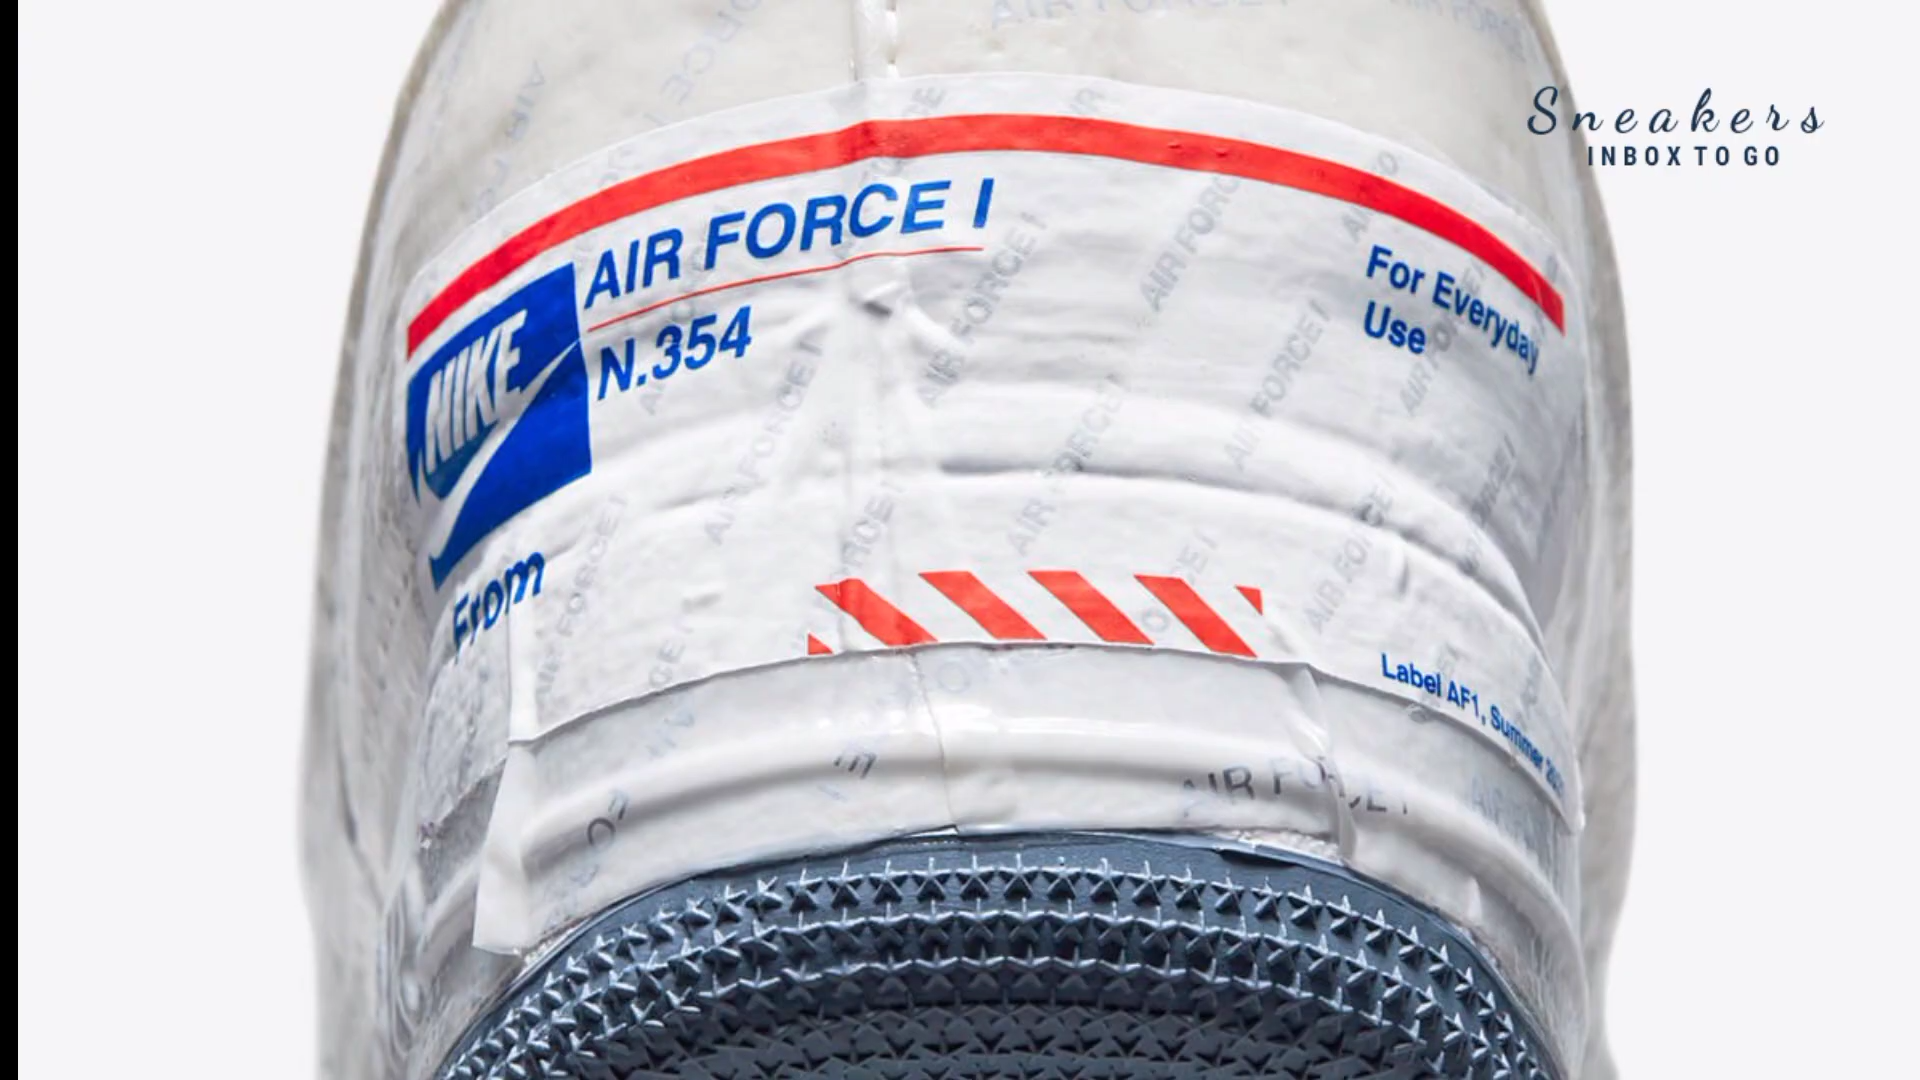 Sneakers
INBOX TO GO
AIR FORCE I
NIKE
N.354
For Everyday
Use
From
Label AF1, Summer
AIR FORCE I